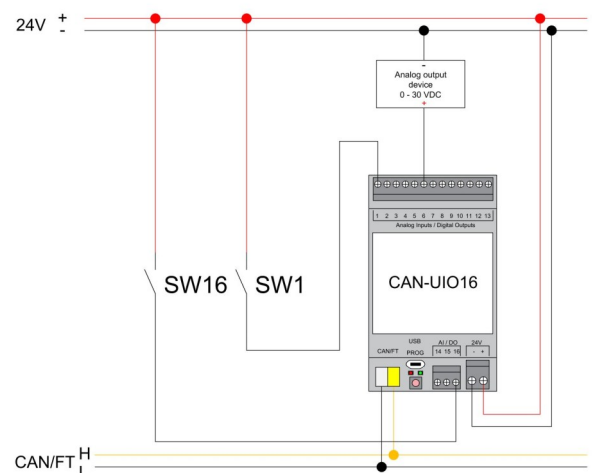 24V + -
-
Analog output
device
0 - 30 VDC
+
1 2 3 4 5 6 7 8 9 10 11 12 13
Analog Inputs / Digital Outputs
SW16
SW1
CAN-UIO16
CAN/FT
USB
PROG
AI / DO
14 15 16
24V
- +
CAN/FT H
L